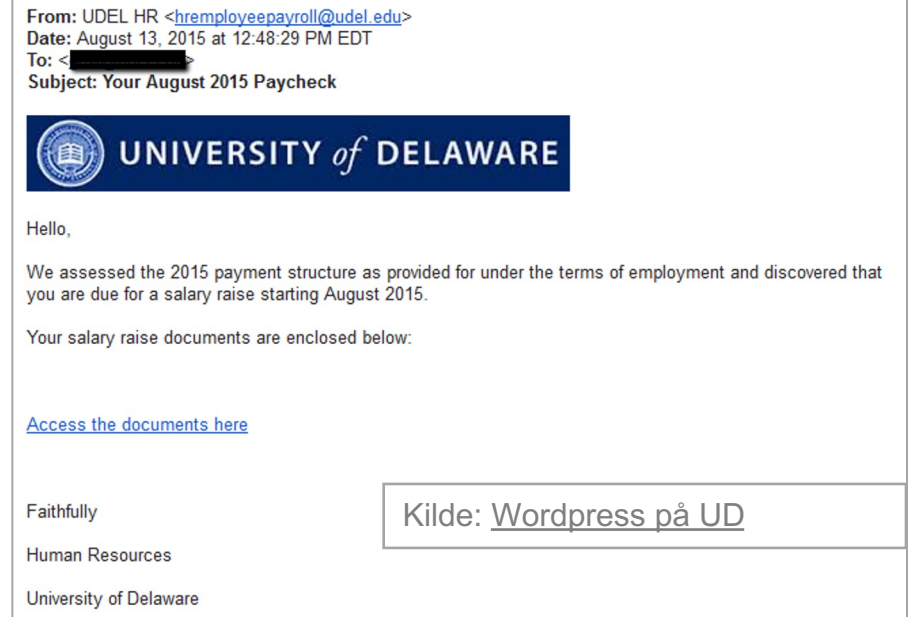 From: UDEL HR <hremployeepayroll@udel.edu>
Date: August 13, 2015 at 12:48:29 PM EDT
To: < >
Subject: Your August 2015 Paycheck
UNIVERSITY of DELAWARE
Hello,
We assessed the 2015 payment structure as provided for under the terms of employment and discovered that
you are due for a salary raise starting August 2015.
Your salary raise documents are enclosed below:
Access the documents here
Faithfully
Kilde: Wordpress på UD
Human Resources
University of Delaware